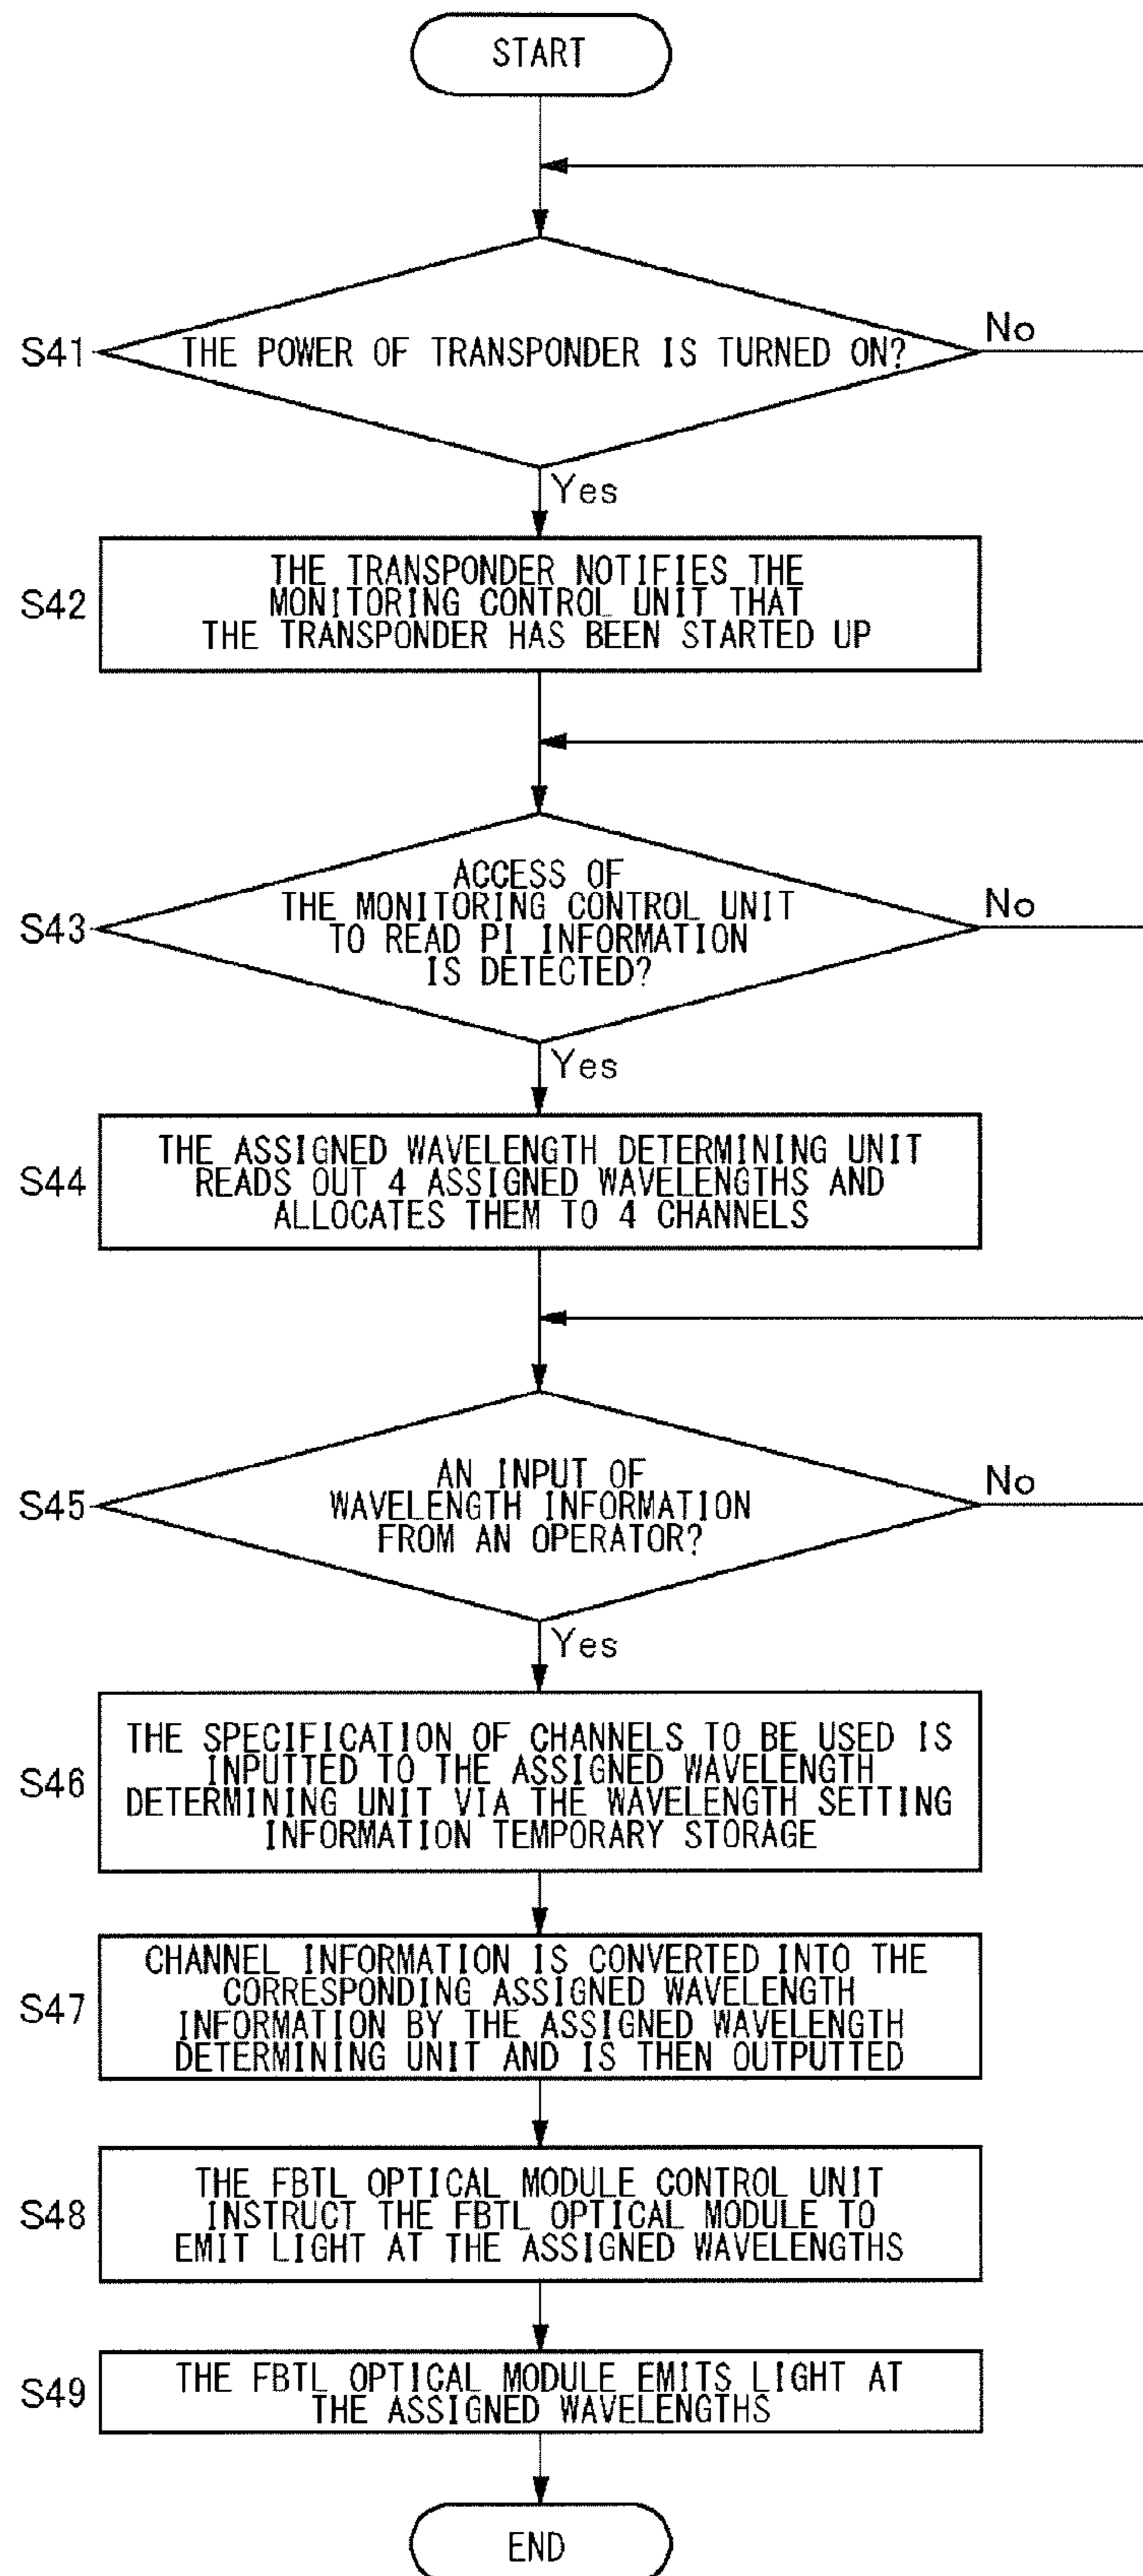 START
S41
THE POWER OF TRANSPONDER IS TURNED ON?
No
Yes
S42
THE TRANSPONDER NOTIFIES THE
MONITORING CONTROL UNIT THAT
THE TRANSPONDER HAS BEEN STARTED UP
S43
ACCESS OF
THE MONITORING CONTROL UNIT
TO READ PI INFORMATION
IS DETECTED?
No
Yes
S44
THE ASSIGNED WAVELENGTH DETERMINING UNIT
READS OUT 4 ASSIGNED WAVELENGTHS AND
ALLOCATES THEM TO 4 CHANNELS
S45
AN INPUT OF
WAVELENGTH INFORMATION
FROM AN OPERATOR?
No
Yes
S46
THE SPECIFICATION OF CHANNELS TO BE USED IS
INPUTTED TO THE ASSIGNED WAVELENGTH
DETERMINING UNIT VIA THE WAVELENGTH SETTING
INFORMATION TEMPORARY STORAGE
S47
CHANNEL INFORMATION IS CONVERTED INTO THE
CORRESPONDING ASSIGNED WAVELENGTH
INFORMATION BY THE ASSIGNED WAVELENGTH
DETERMINING UNIT AND IS THEN OUTPUTTED
S48
THE FBTL OPTICAL MODULE CONTROL UNIT
INSTRUCT THE FBTL OPTICAL MODULE TO
EMIT LIGHT AT THE ASSIGNED WAVELENGTHS
S49
THE FBTL OPTICAL MODULE EMITS LIGHT AT
THE ASSIGNED WAVELENGTHS
END